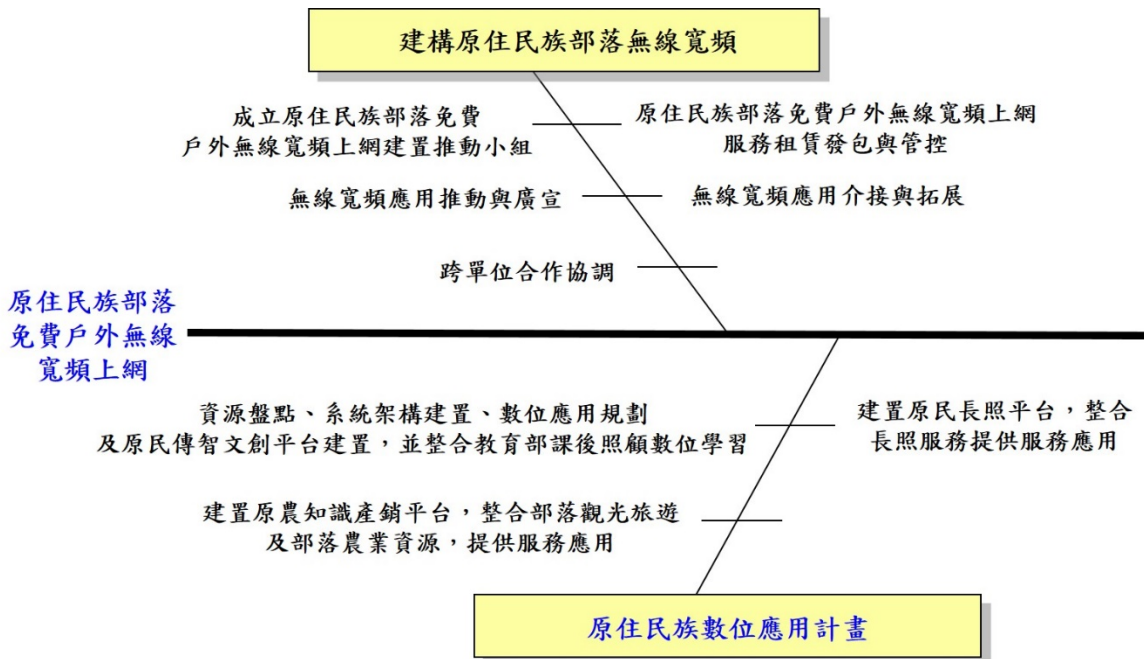 建構原住民族部落無線寬頻
成立原住民族部落免費
戶外無線寬頻上網建置推動小組
原住民族部落免費戶外無線寬頻上網
服務租賃發包與管控
無線寬頻應用推動與廣宣
無線寬頻應用介接與拓展
跨單位合作協調
原住民族部落
免費戶外無線
寬頻上網
資源盤點、系統架構建置、數位應用規劃
及原民傳智文創平台建置，並整合教育部課後照顧數位學習
建置原民長照平台，整合
長照服務提供服務應用
建置原農知識產銷平台，整合部落觀光旅遊
及部落農業資源，提供服務應用
原住民族數位應用計畫